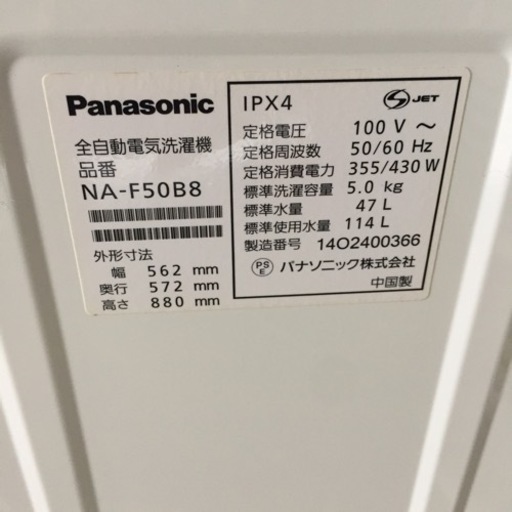 Panasonic
全自動電気洗濯機
品番
NA-F50B8
外形寸法
幅 562 mm
奥行 572 mm
高さ 880 mm
IPX4
S JET
定格電圧 100 V ～
定格周波数 50/60 Hz
定格消費電力 355/430 W
標準洗濯容量 5.0 kg
標準水量 47 L
標準使用水量 114 L
製造番号 14O2400366
PS E パナソニック株式会社
中国製